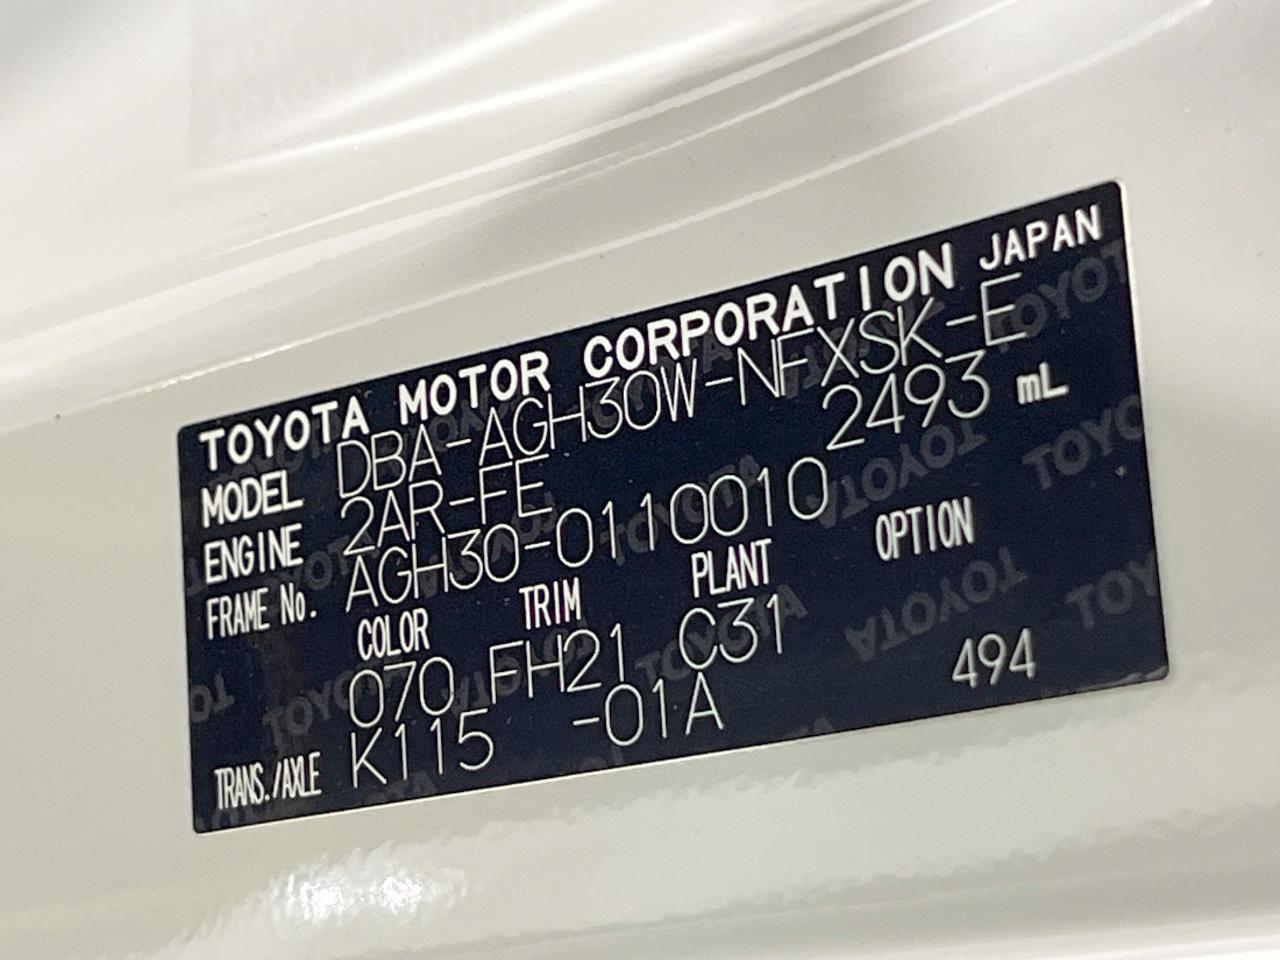 TOYOTA MOTOR CORPORATION JAPAN
MODEL DBA-AGH30W-NFXSK-E
ENGINE 2AR-FE 2493 mL
FRAME No. AGH30-0110010
COLOR TRIM PLANT OPTION
070 FH21 C31
TRANS./AXLE K115 -01A 494